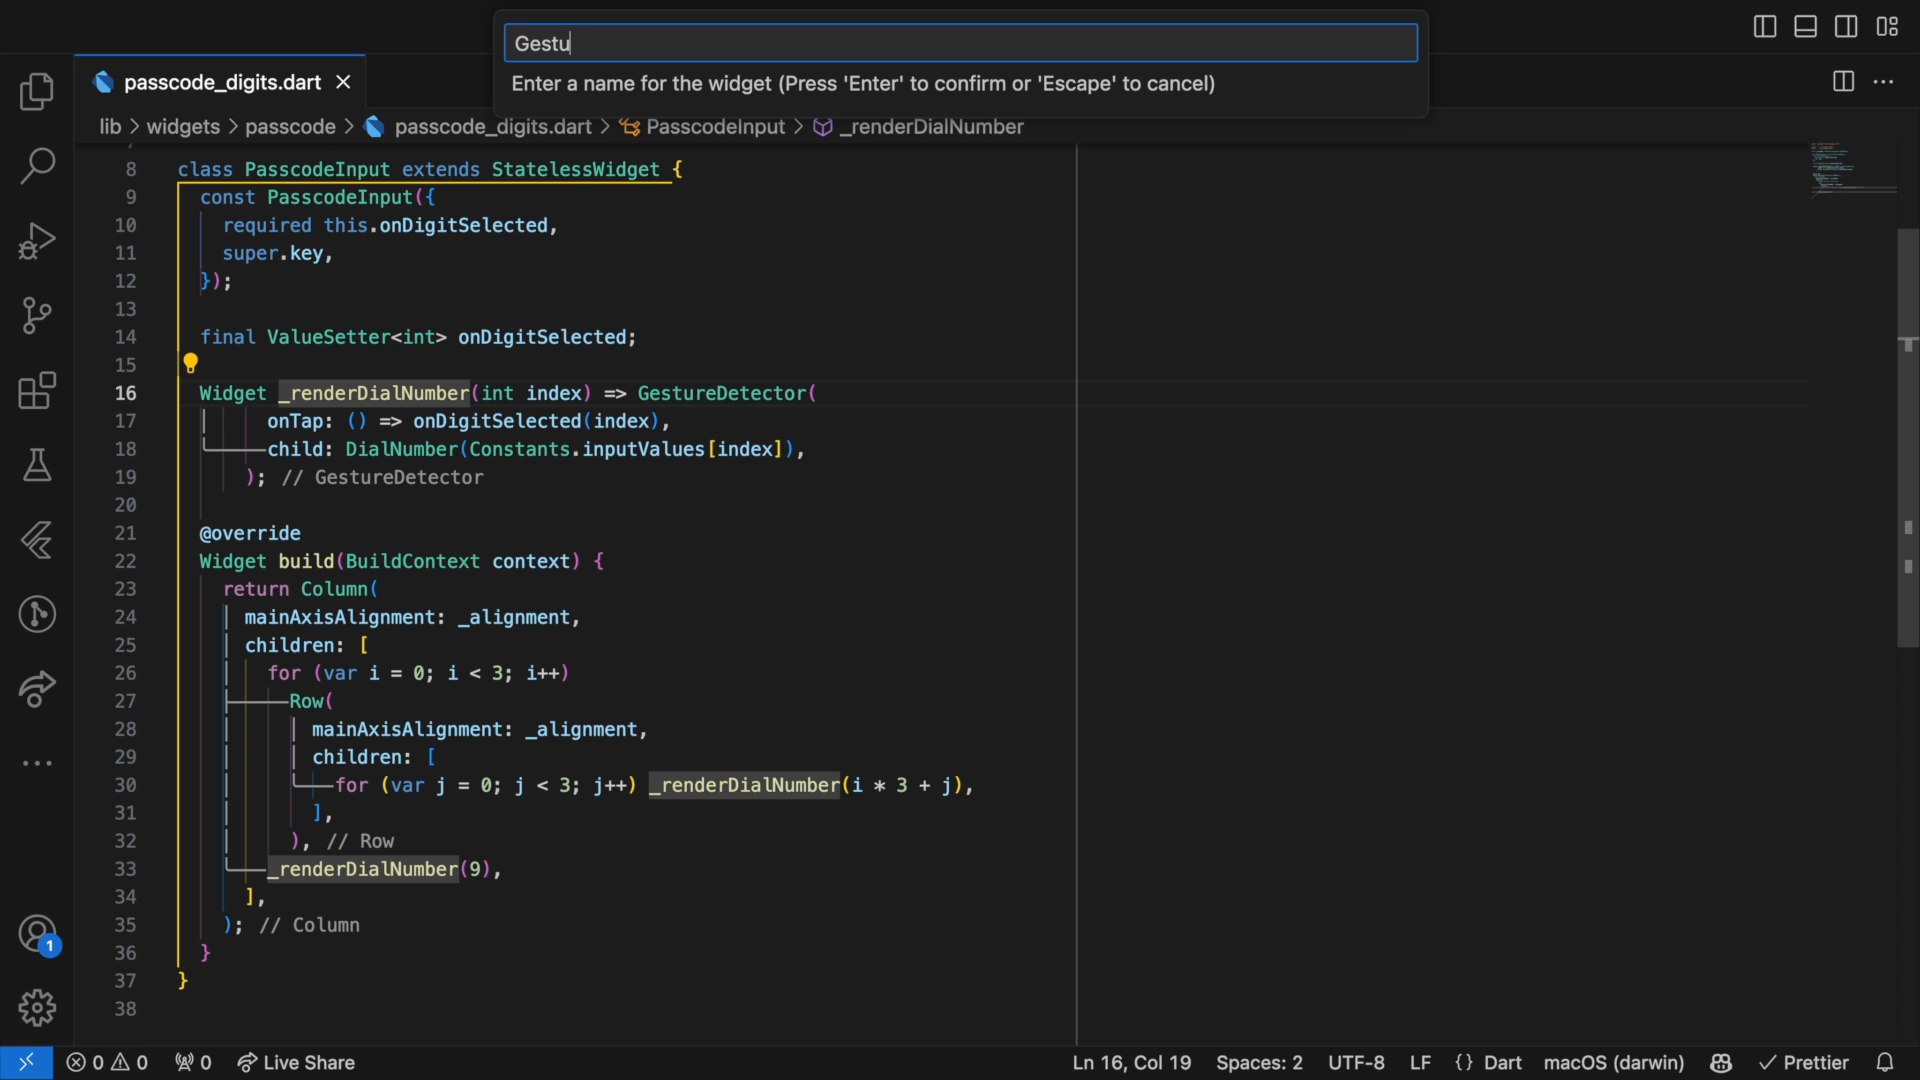 Gestu
Enter a name for the widget (Press 'Enter' to confirm or 'Escape' to cancel)
passcode_digits.dart
lib > widgets > passcode > passcode_digits.dart > PasscodeInput > _renderDialNumber
8 class PasscodeInput extends StatelessWidget {
9 const PasscodeInput({
10 required this.onDigitSelected,
11 super.key,
12 });
13
14 final ValueSetter<int> onDigitSelected;
15
16 Widget _renderDialNumber(int index) => GestureDetector(
17 onTap: () => onDigitSelected(index),
18 child: DialNumber(Constants.inputValues[index]),
19 ); // GestureDetector
20
21 @override
22 Widget build(BuildContext context) {
23 return Column(
24 mainAxisAlignment: _alignment,
25 children: [
26 for (var i = 0; i < 3; i++)
27 Row(
28 mainAxisAlignment: _alignment,
29 children: [
30 for (var j = 0; j < 3; j++) _renderDialNumber(i * 3 + j),
31 ],
32 ), // Row
33 _renderDialNumber(9),
34 ],
35 ); // Column
36 }
37 }
38
1
0 0 0 Live Share Ln 16, Col 19 Spaces: 2 UTF-8 LF {} Dart macOS (darwin) Prettier